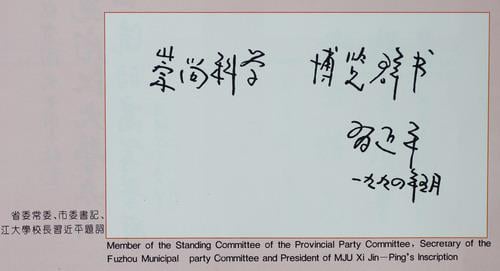 崇尚科学 博览群书
习近平
一九九四年五月
省委常委、市委書記、
江大學校長習近平題詞
Member of the Standing Committee of the Provincial Party Committee, Secretary of the
Fuzhou Municipal party Committee and President of MJU Xi Jin—Ping's Inscription